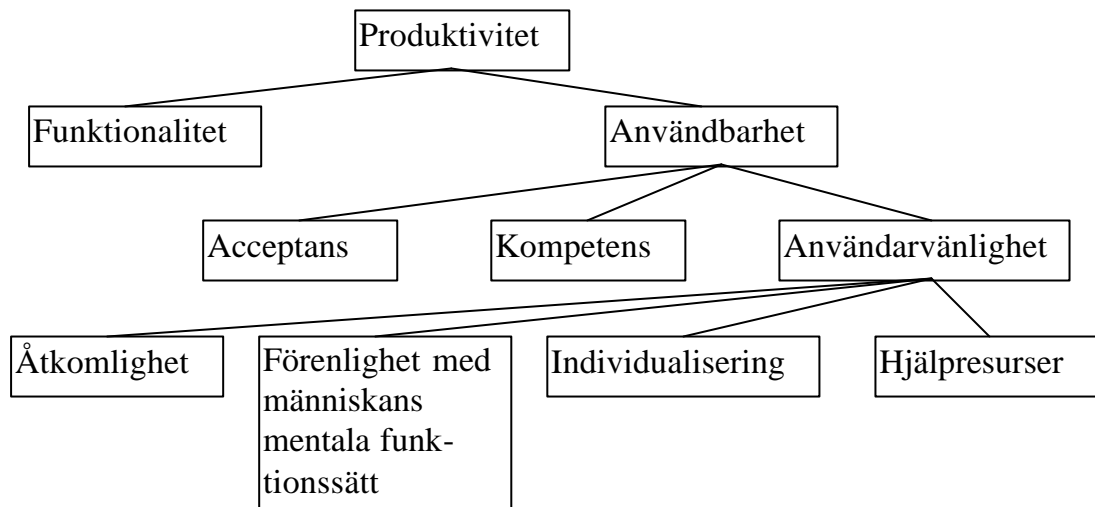 Produktivitet
Funktionalitet
Användbarhet
Acceptans
Kompetens
Användarvänlighet
Åtkomlighet
Förenlighet med
människans
mentala funk-
tionssätt
Individualisering
Hjälpresurser